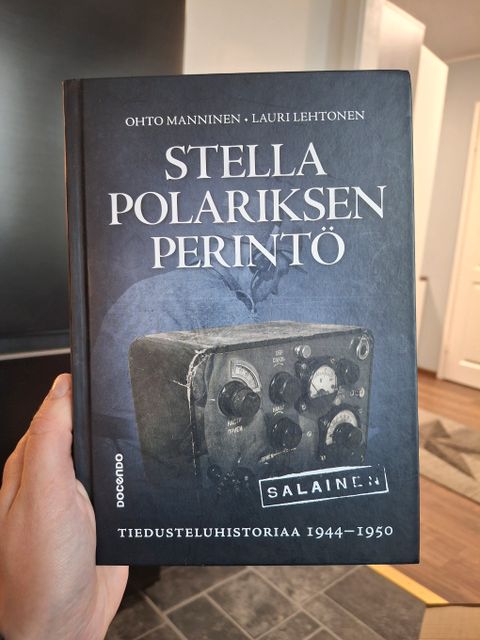 OHTO MANNINEN • LAURI LEHTONEN
STELLA
POLARIKSEN
PERINTÖ
SALAINEN
DOCENDO
TIEDUSTELUHISTORIAA 1944–1950